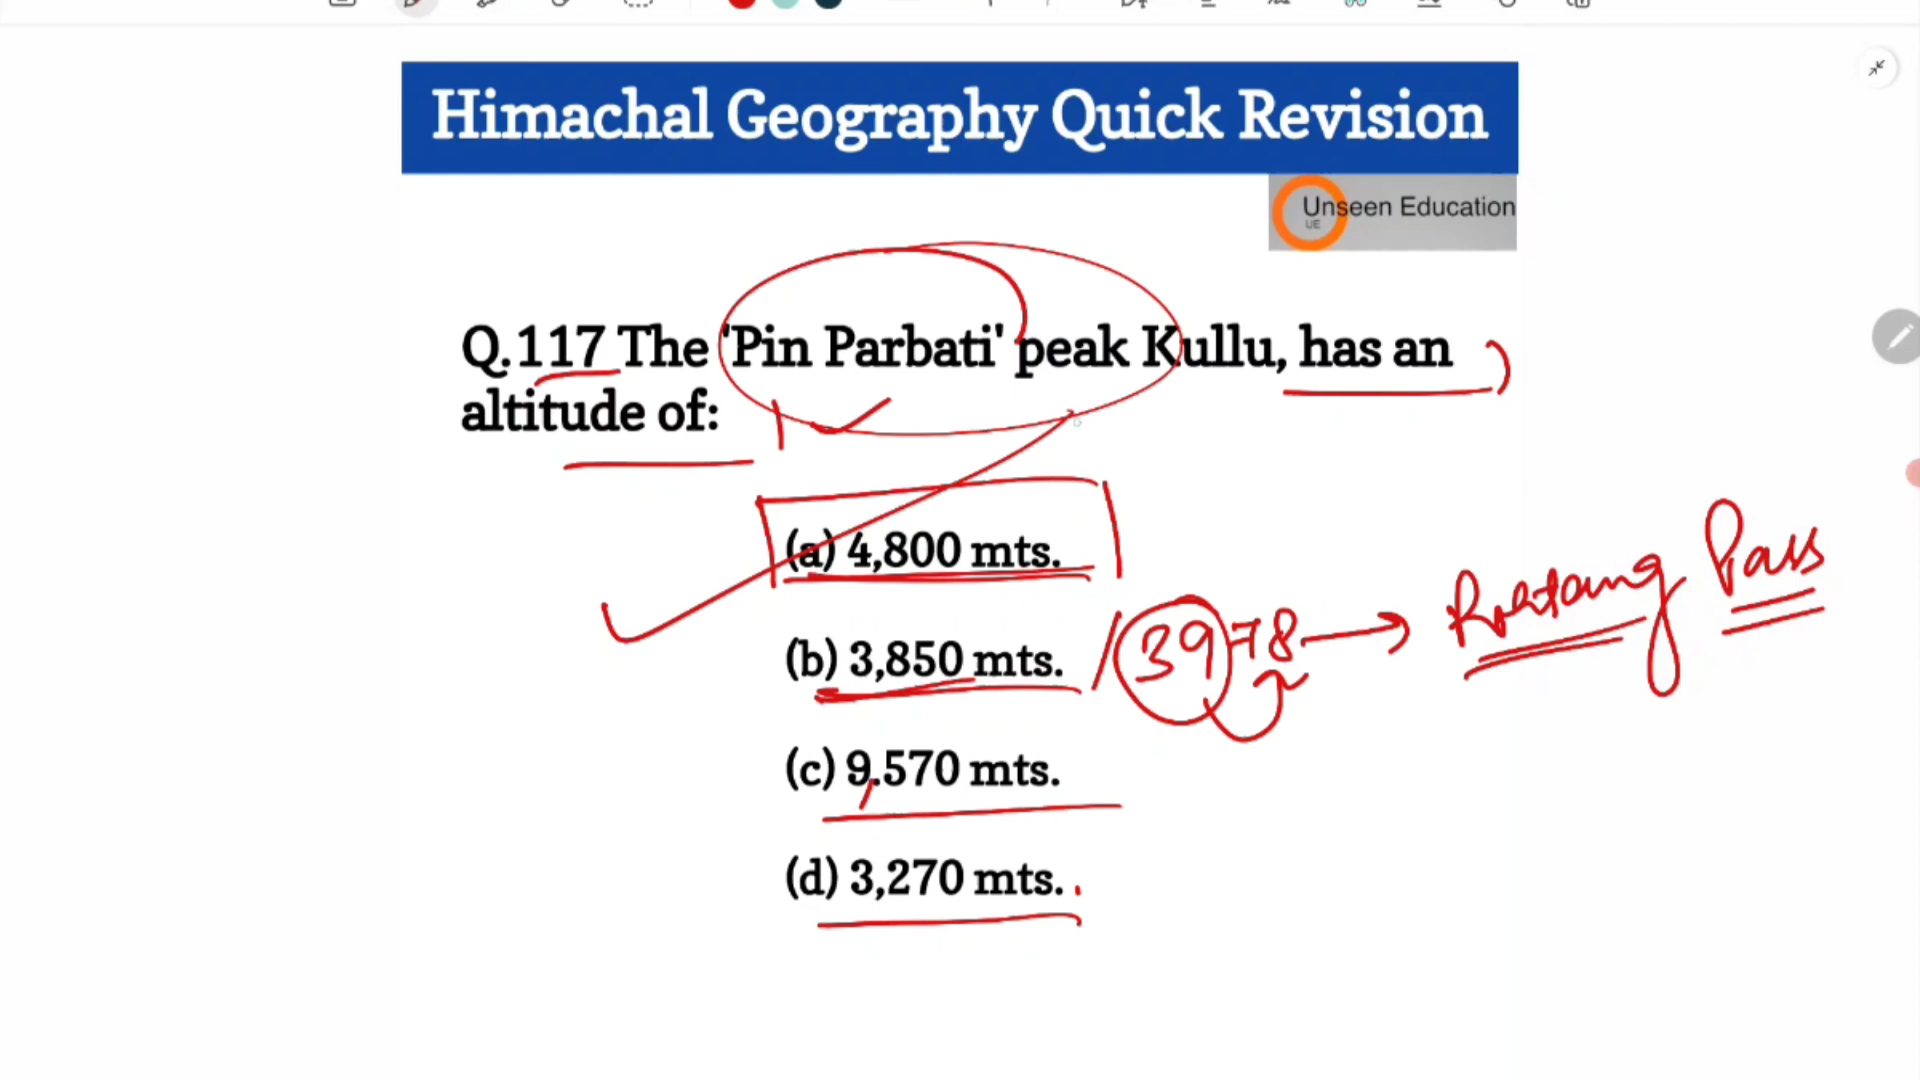 Himachal Geography Quick Revision
Unseen Education
UE
Q.117 The 'Pin Parbati' peak Kullu, has an
altitude of:
(a) 4,800 mts.
(b) 3,850 mts.
3978 → Rohtang Pass
(c) 9.570 mts.
(d) 3,270 mts.